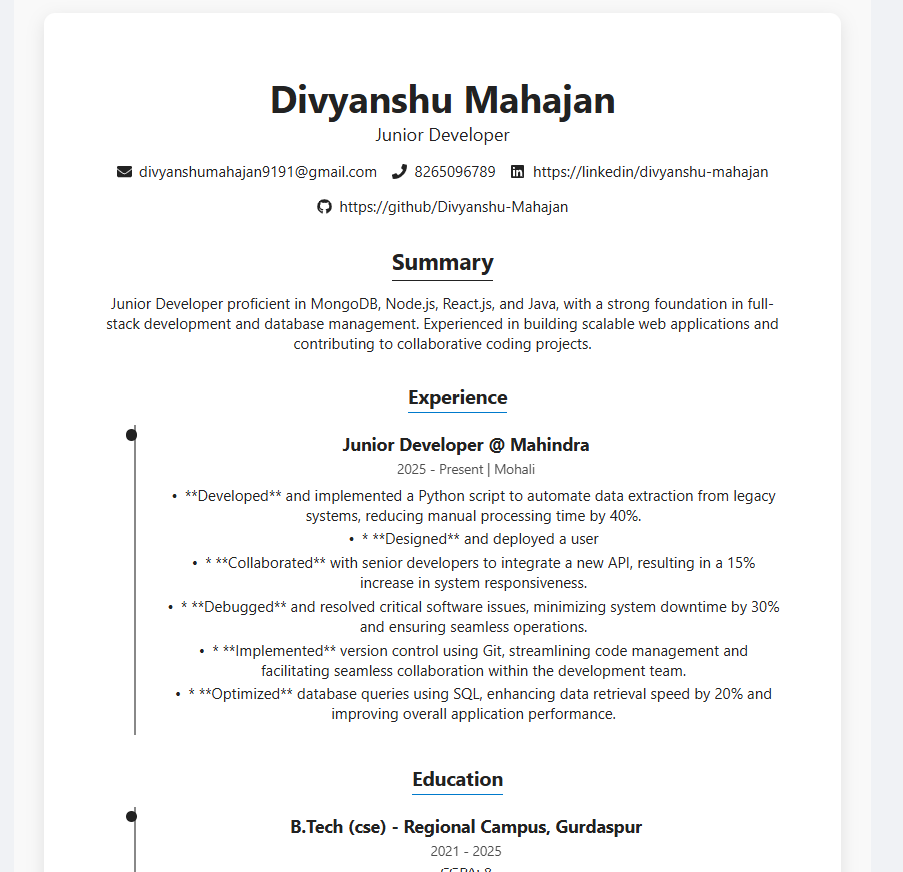 Divyanshu Mahajan
Junior Developer
divyanshumahajan9191@gmail.com 8265096789 https://linkedin/divyanshu-mahajan
https://github/Divyanshu-Mahajan
Summary
Junior Developer proficient in MongoDB, Node.js, React.js, and Java, with a strong foundation in full-
stack development and database management. Experienced in building scalable web applications and
contributing to collaborative coding projects.
Experience
Junior Developer @ Mahindra
2025 - Present | Mohali
• **Developed** and implemented a Python script to automate data extraction from legacy
systems, reducing manual processing time by 40%.
• * **Designed** and deployed a user
• * **Collaborated** with senior developers to integrate a new API, resulting in a 15%
increase in system responsiveness.
• * **Debugged** and resolved critical software issues, minimizing system downtime by 30%
and ensuring seamless operations.
• * **Implemented** version control using Git, streamlining code management and
facilitating seamless collaboration within the development team.
• * **Optimized** database queries using SQL, enhancing data retrieval speed by 20% and
improving overall application performance.
Education
B.Tech (cse) - Regional Campus, Gurdaspur
2021 - 2025